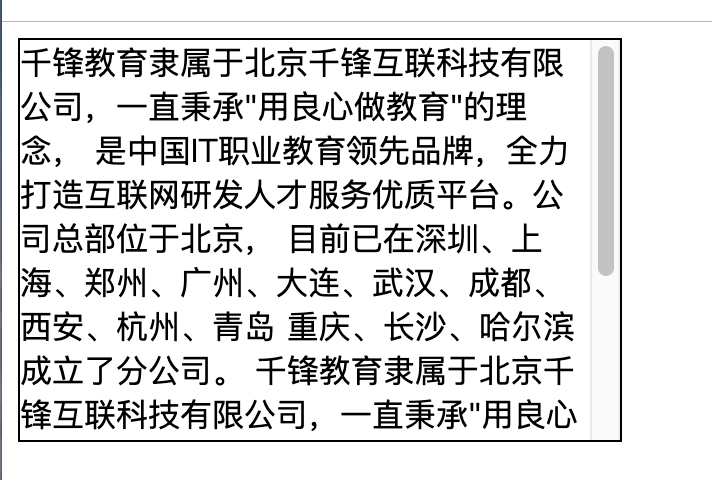 千锋教育隶属于北京千锋互联科技有限
公司，一直秉承"用良心做教育"的理
念， 是中国IT职业教育领先品牌，全力
打造互联网研发人才服务优质平台。公
司总部位于北京， 目前已在深圳、上
海、郑州、广州、大连、武汉、成都、
西安、杭州、青岛 重庆、长沙、哈尔滨
成立了分公司。 千锋教育隶属于北京千
锋互联科技有限公司，一直秉承"用良心